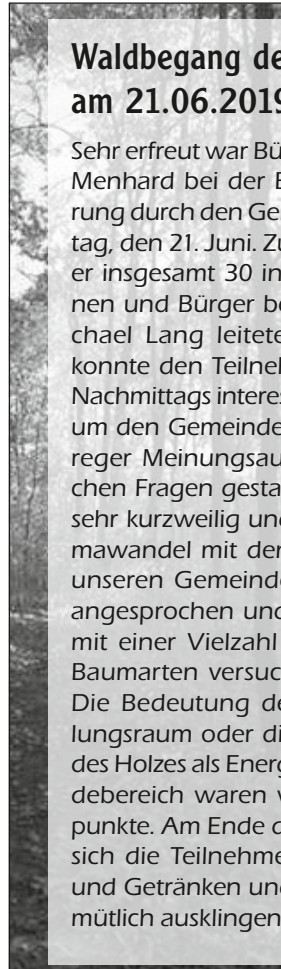 Waldbegang de
am 21.06.2019
Sehr erfreut war Bü
Menhard bei der B
rung durch den Ge
tag, den 21. Juni. Zu
er insgesamt 30 in
nen und Bürger be
chael Lang leitete
konnte den Teilneh
Nachmittags interes
um den Gemeinde
reger Meinungsau
chen Fragen gesta
sehr kurzweilig und
mawandel mit den
unseren Gemeinde
angesprochen und
mit einer Vielzahl
Baumarten versuc
Die Bedeutung de
lungsraum oder di
des Holzes als Energ
debereich waren w
punkte. Am Ende d
sich die Teilnehme
und Getränken und
mütlich ausklingen